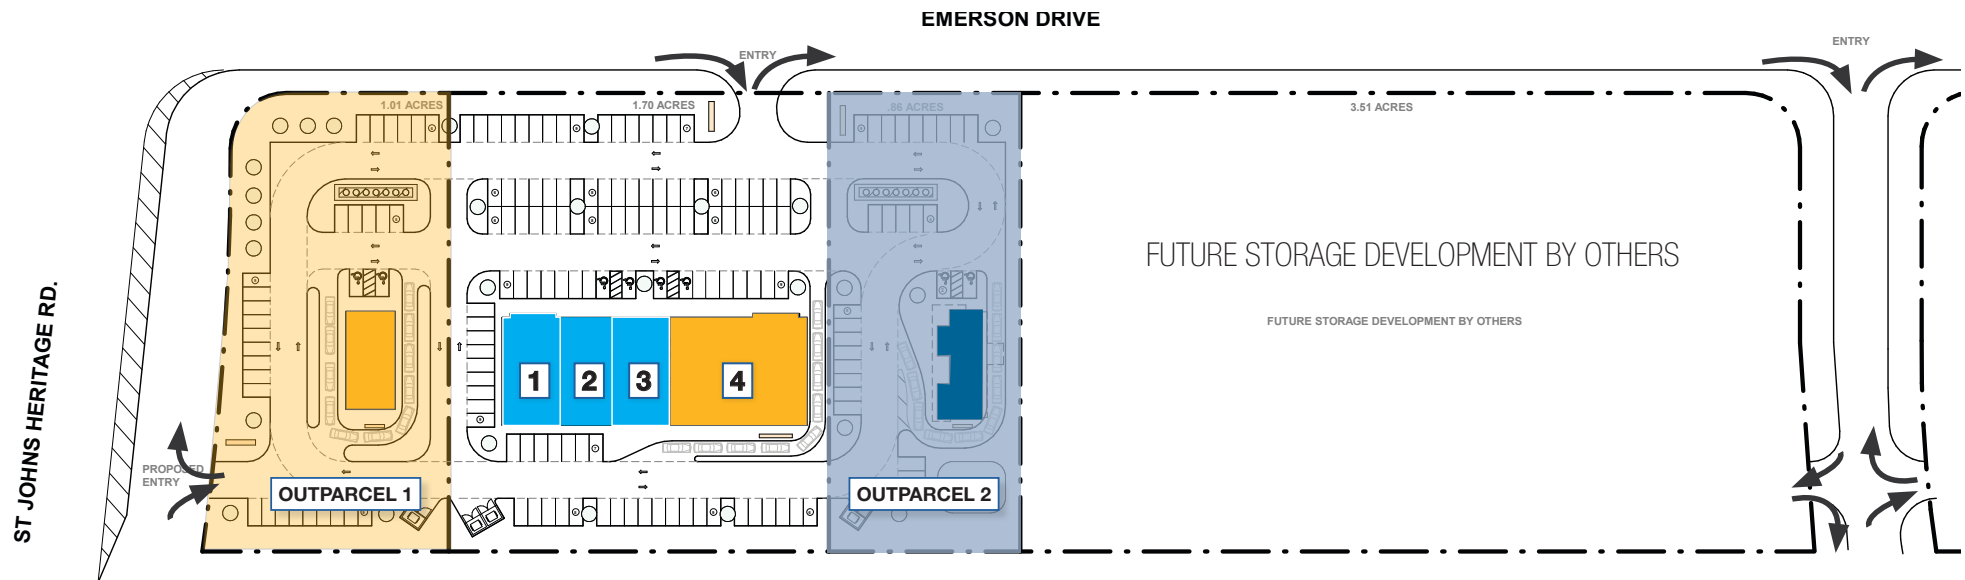 EMERSON DRIVE
ENTRY
ENTRY
1.01 ACRES
1.70 ACRES
.86 ACRES
3.51 ACRES
FUTURE STORAGE DEVELOPMENT BY OTHERS
FUTURE STORAGE DEVELOPMENT BY OTHERS
ST JOHNS HERITAGE RD.
1
2
3
4
PROPOSED
ENTRY
OUTPARCEL 1
OUTPARCEL 2